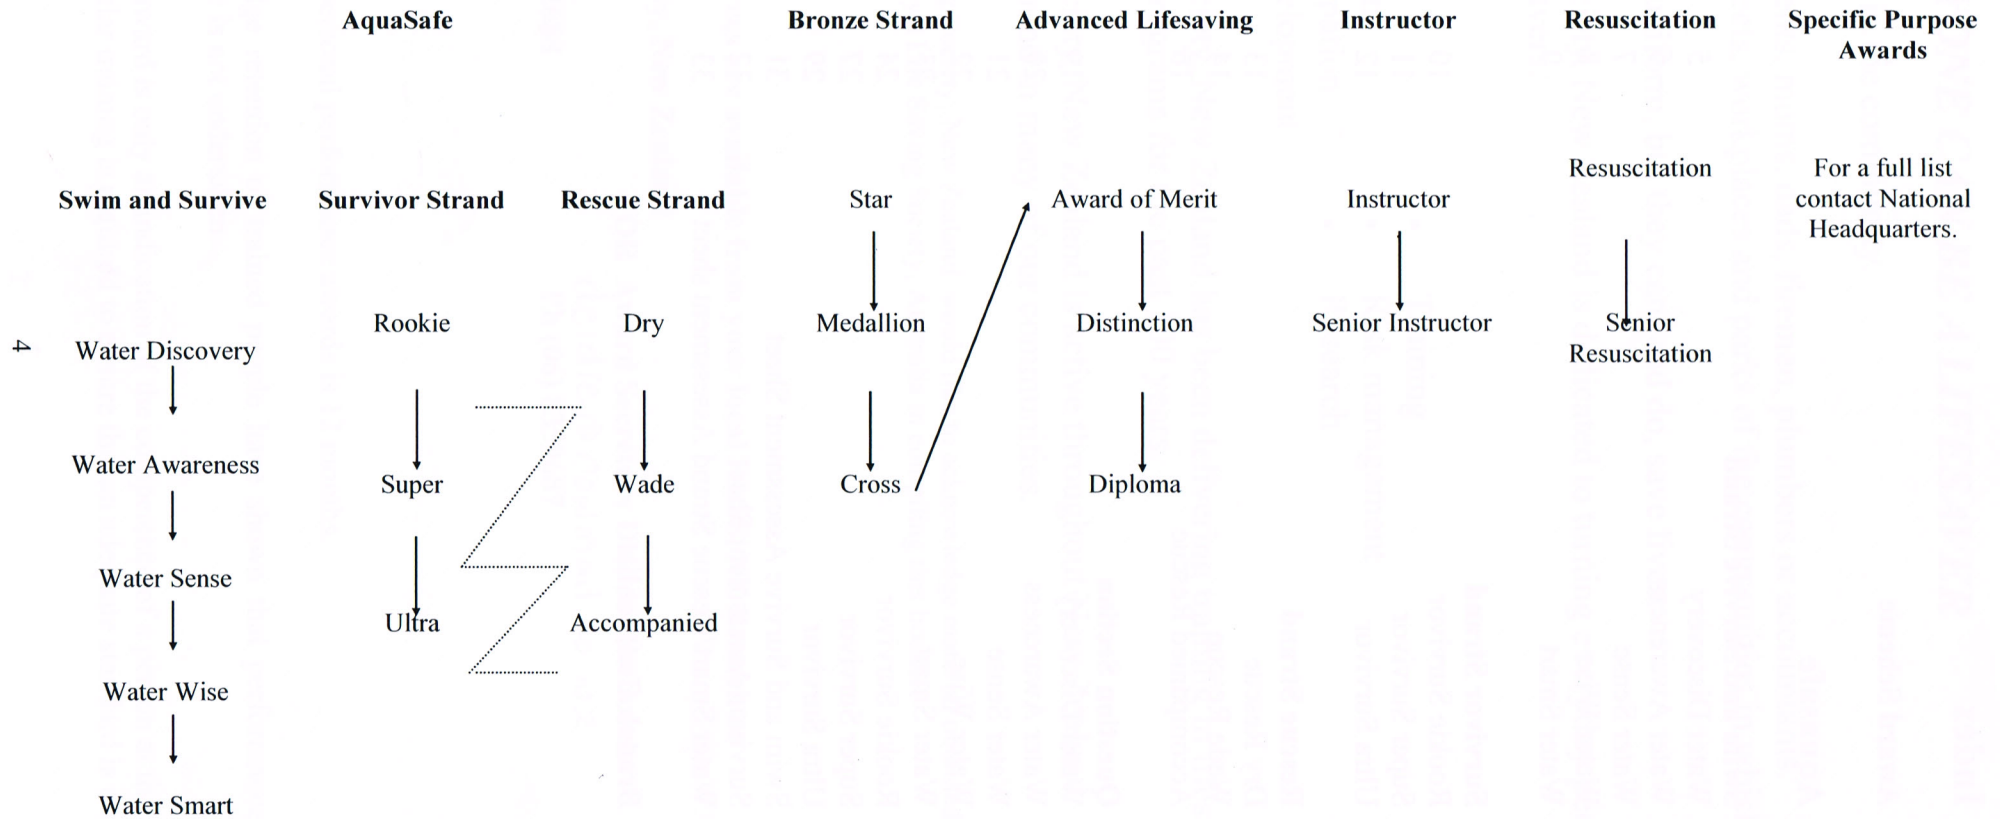 AquaSafe
Bronze Strand
Advanced Lifesaving
Instructor
Resuscitation
Specific Purpose
Awards
Swim and Survive
Survivor Strand
Rescue Strand
Star
Award of Merit
Instructor
Resuscitation
For a full list
contact National
Headquarters.
Rookie
Dry
Medallion
Distinction
Senior Instructor
Senior
Resuscitation
Water Discovery
4
Water Awareness
Super
Wade
Cross
Diploma
Water Sense
Ultra
Accompanied
Water Wise
Water Smart